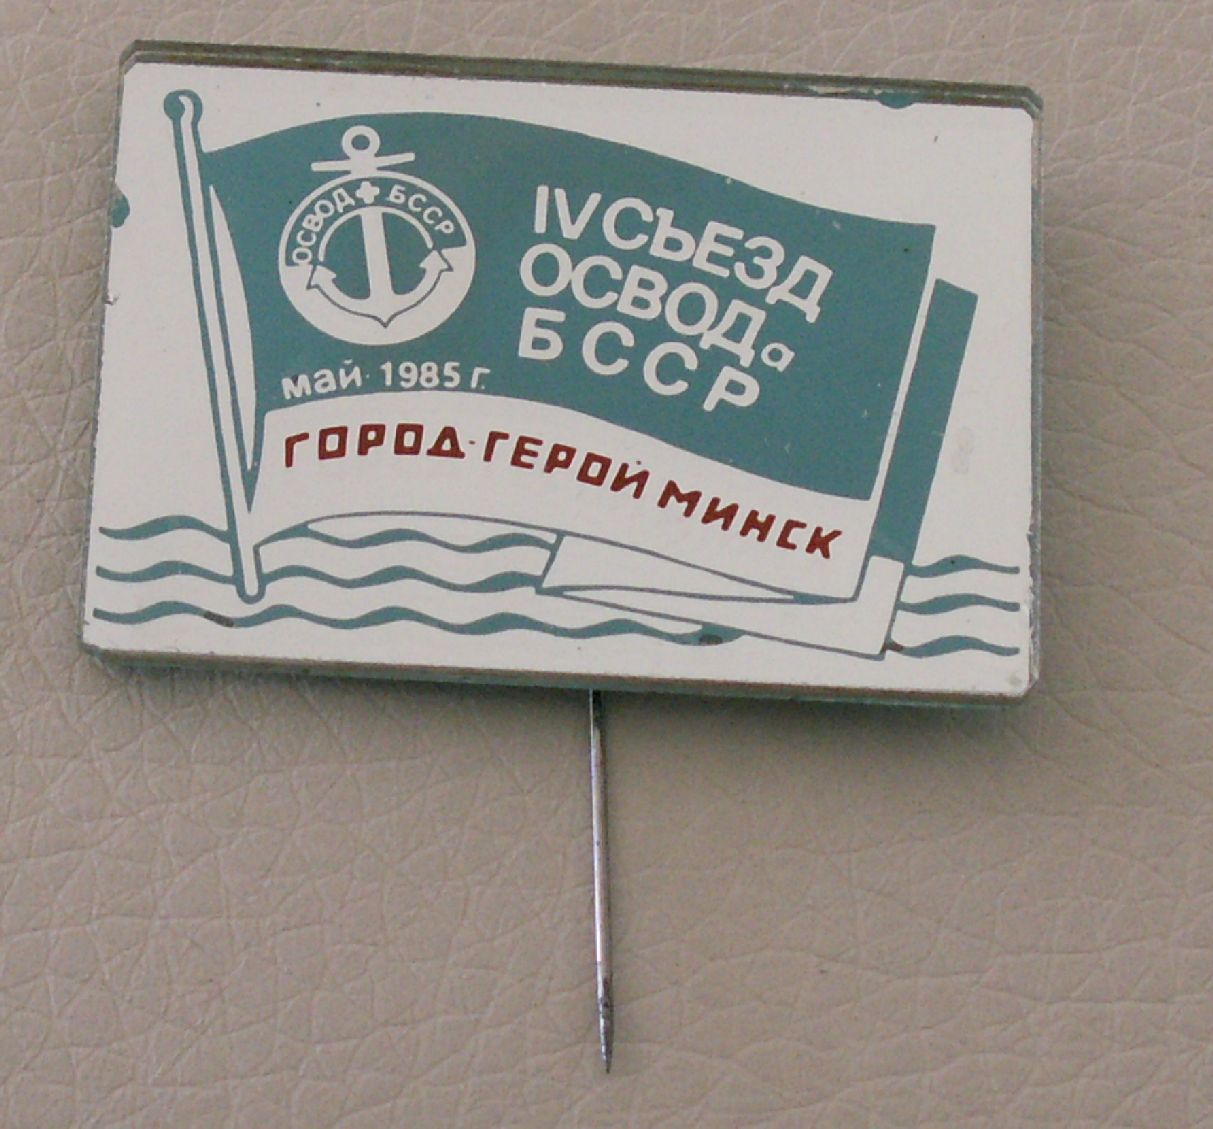 ОСВОД БССР
IV СЪЕЗД
ОСВОДа
БССР
май·1985 г.
ГОРОД-ГЕРОЙ МИНСК